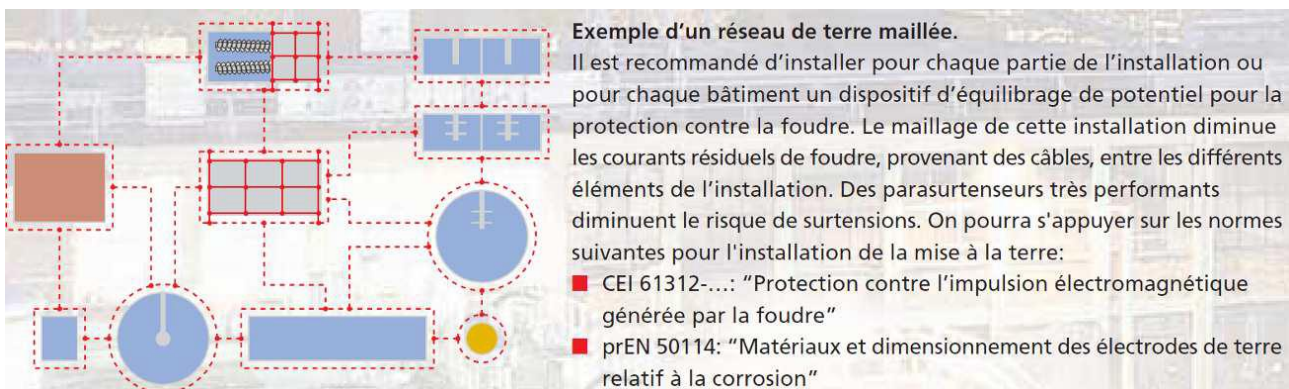 Exemple d'un réseau de terre maillée.
Il est recommandé d'installer pour chaque partie de l'installation ou
pour chaque bâtiment un dispositif d'équilibrage de potentiel pour la
protection contre la foudre. Le maillage de cette installation diminue
les courants résiduels de foudre, provenant des câbles, entre les différents
éléments de l'installation. Des parasurtenseurs très performants
diminuent le risque de surtensions. On pourra s'appuyer sur les normes
suivantes pour l'installation de la mise à la terre:
■ CEI 61312-...: “Protection contre l'impulsion électromagnétique
générée par la foudre”
■ prEN 50114: “Matériaux et dimensionnement des électrodes de terre
relatif à la corrosion”